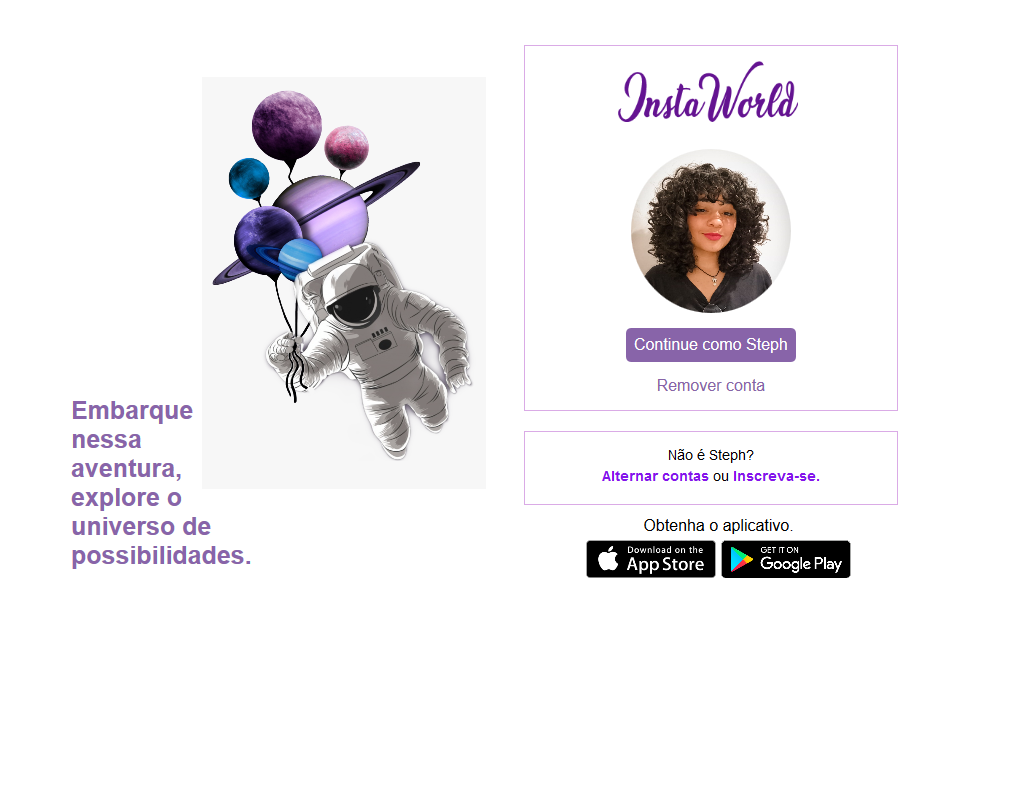 Embarque
nessa
aventura,
explore o
universo de
possibilidades.
InstaWorld
Continue como Steph
Remover conta
Não é Steph?
Alternar contas ou Inscreva-se.
Obtenha o aplicativo.
Download on the
App Store
GET IT ON
Google Play